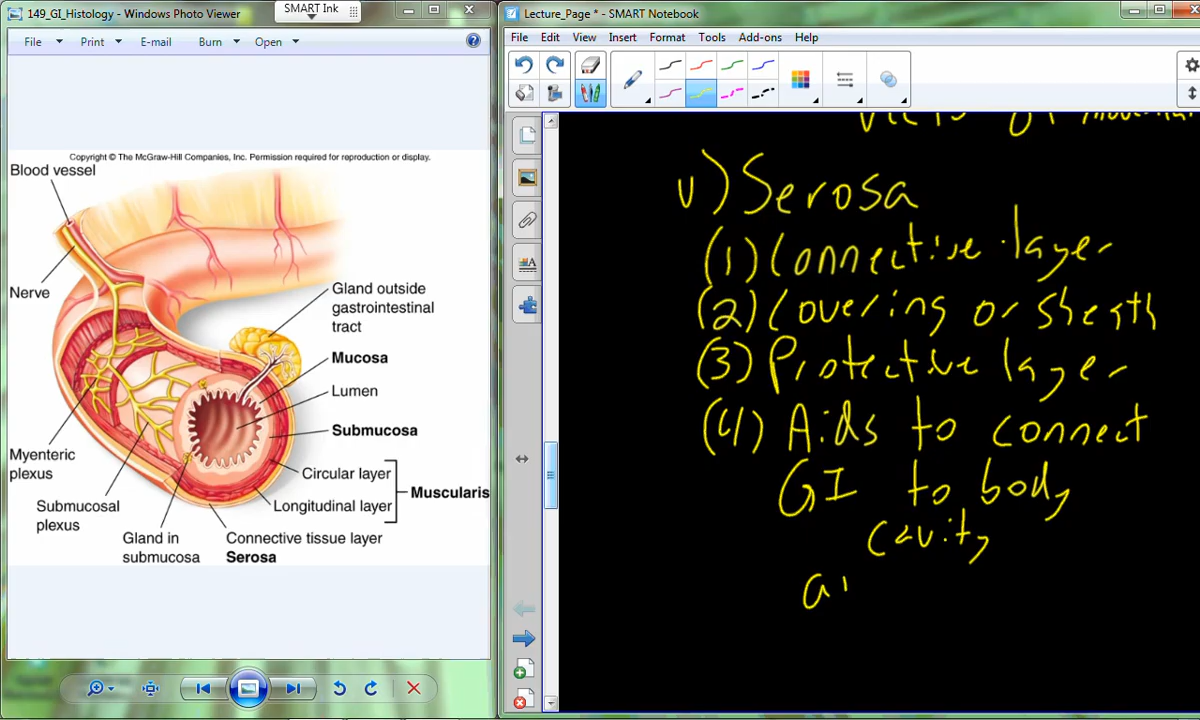 149_GI_Histology - Windows Photo Viewer
SMART Ink
File Print E-mail Burn Open
Copyright © The McGraw-Hill Companies, Inc. Permission required for reproduction or display.
Blood vessel
Nerve
Gland outside
gastrointestinal
tract
Mucosa
Lumen
Submucosa
Circular layer
Muscularis
Longitudinal layer
Myenteric
plexus
Submucosal
plexus
Gland in
submucosa
Connective tissue layer
Serosa
Lecture_Page * - SMART Notebook
File Edit View Insert Format Tools Add-ons Help
v) Serosa
(1) Connective layer
(2) Covering or sheath
(3) Protective layer
(4) Aids to connect
GI to body
cavity